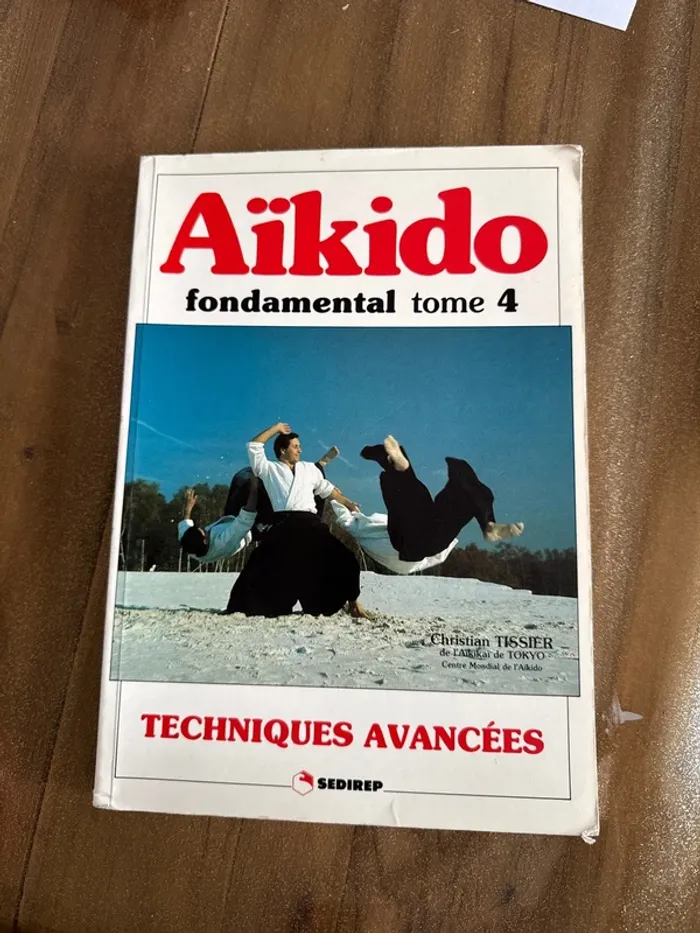 Aïkido
fondamental tome 4
Christian TISSIER
de l'Aïkikaï de TOKYO
Centre Mondial de l'Aïkido
TECHNIQUES AVANCÉES
SEDIREP